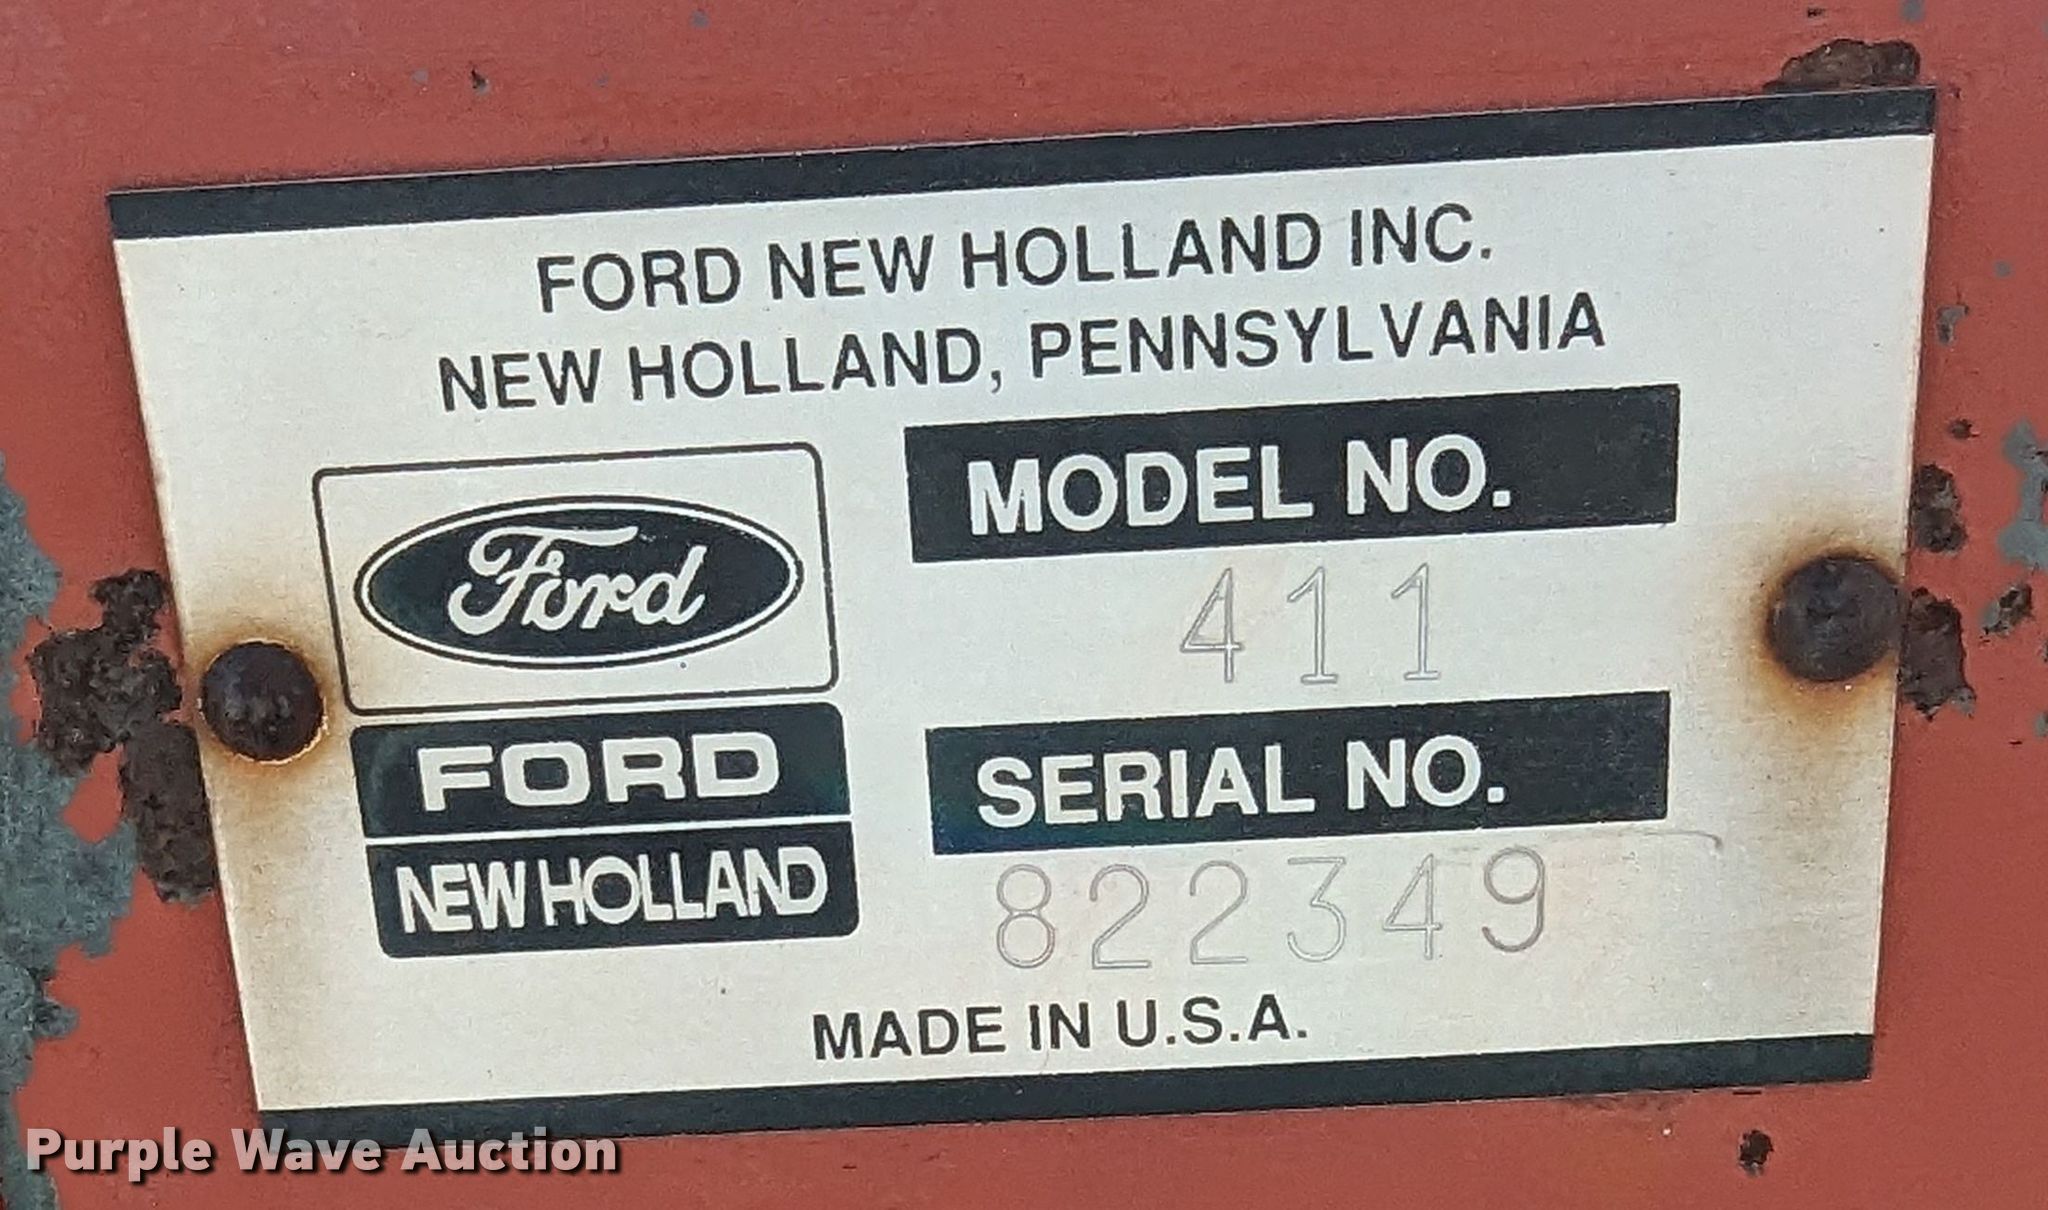 FORD NEW HOLLAND INC.
NEW HOLLAND, PENNSYLVANIA
Ford
FORD
NEW HOLLAND
MODEL NO.
411
SERIAL NO.
822349
MADE IN U.S.A.
Purple Wave Auction